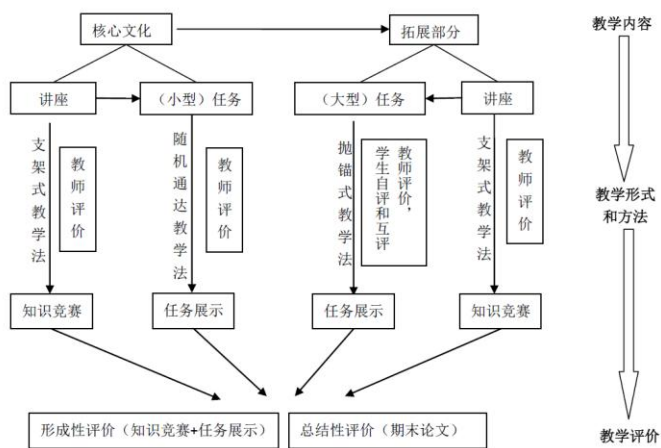 核心文化
拓展部分
教学内容
讲座
（小型）任务
（大型）任务
讲座
支架式教学法
教师评价
随机通达教学法
教师评价
抛锚式教学法
教师评价，
学生自评和互评
支架式教学法
教师评价
教学形式
和方法
知识竞赛
任务展示
任务展示
知识竞赛
形成性评价（知识竞赛+任务展示）
总结性评价（期末论文）
教学评价